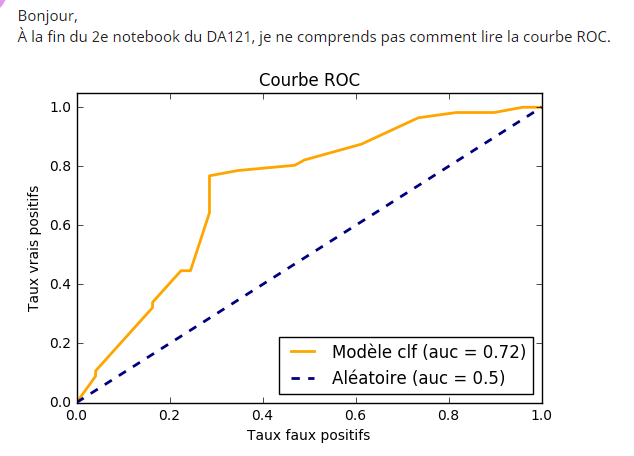 Bonjour,
À la fin du 2e notebook du DA121, je ne comprends pas comment lire la courbe ROC.
Courbe ROC
1.0
0.8
0.6
0.4
0.2
0.0
Taux vrais positifs
Modèle clf (auc = 0.72)
Aléatoire (auc = 0.5)
0.0 0.2 0.4 0.6 0.8 1.0
Taux faux positifs